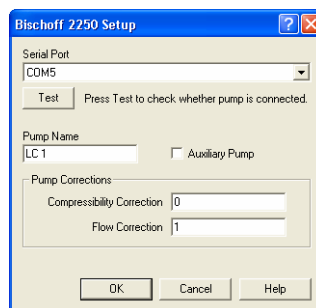 Bischoff 2250 Setup
Serial Port
COM5
Test Press Test to check whether pump is connected.
Pump Name
LC 1 Auxiliary Pump
Pump Corrections
Compressibility Correction 0
Flow Correction 1
OK Cancel Help